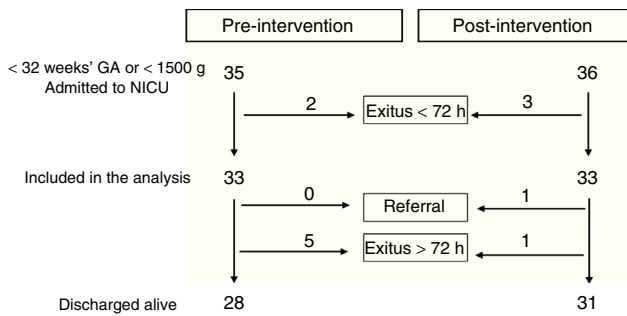 Pre-intervention Post-intervention
< 32 weeks' GA or < 1500 g
Admitted to NICU
35 36
2 Exitus < 72 h 3
Included in the analysis 33 33
0 Referral 1
5 Exitus > 72 h 1
Discharged alive 28 31